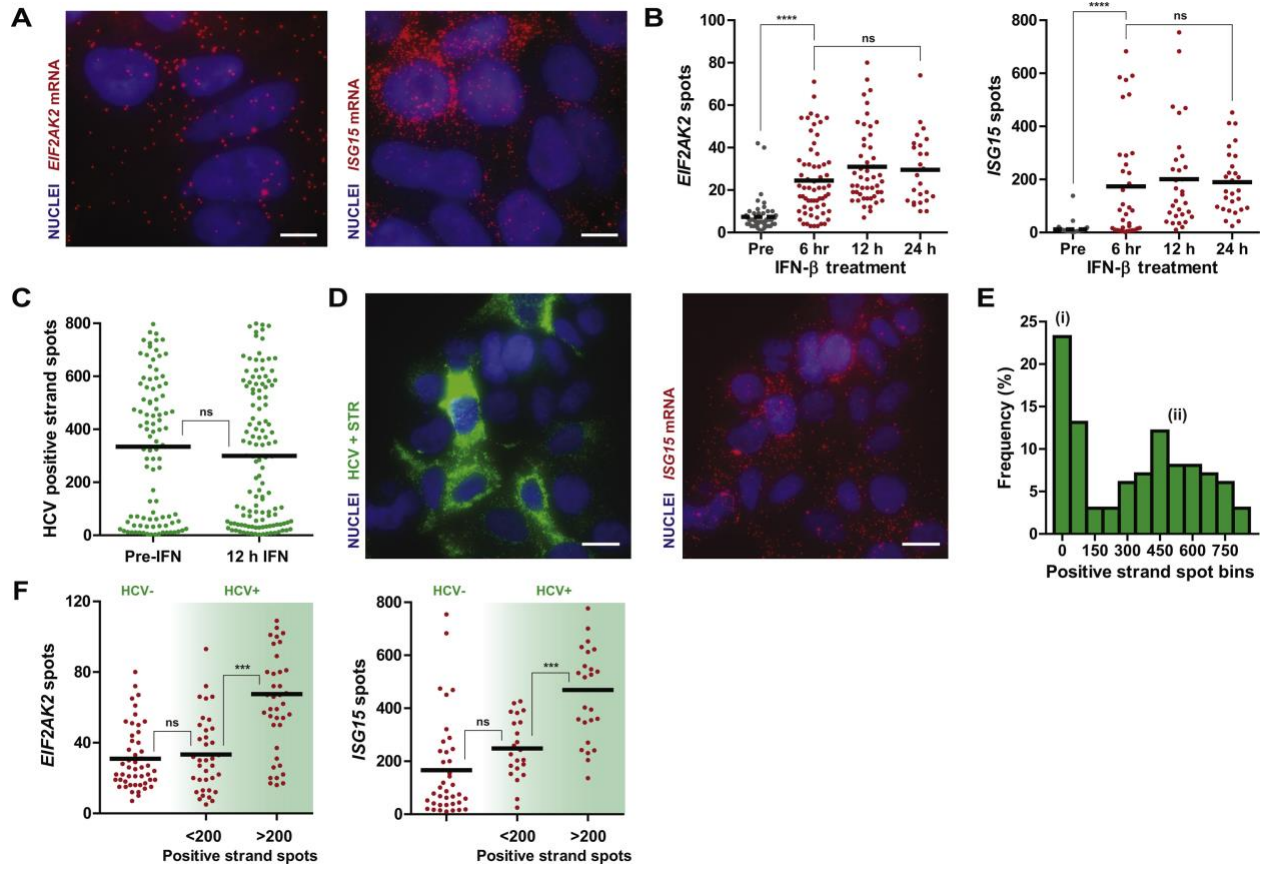 A
NUCLEI EIF2AK2 mRNA
NUCLEI ISG15 mRNA
B
EIF2AK2 spots
100
80
60
40
20
0
****
ns
Pre
6 hr
12 h
24 h
IFN-β treatment
ISG15 spots
800
600
400
200
0
****
ns
Pre
6 hr
12 h
24 h
IFN-β treatment
C
HCV positive strand spots
800
600
400
200
0
ns
Pre-IFN
12 h IFN
D
NUCLEI HCV + STR
NUCLEI ISG15 mRNA
E
Frequency (%)
25
20
15
10
5
0
(i)
(ii)
0
150
300
450
600
750
Positive strand spot bins
F
HCV-
HCV+
EIF2AK2 spots
120
80
40
0
ns
***
<200
>200
Positive strand spots
HCV-
HCV+
ISG15 spots
800
600
400
200
0
ns
***
<200
>200
Positive strand spots